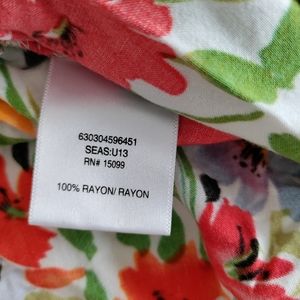 630304596451
SEAS:U13
RN# 15099
100% RAYON/ RAYON